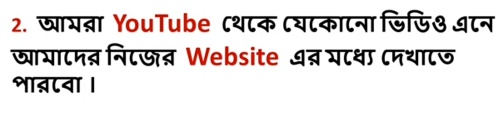 2. আমরা YouTube থেকে যেকোনো ভিডিও এনে
আমাদের নিজের Website এর মধ্যে দেখাতে
পারবো ।